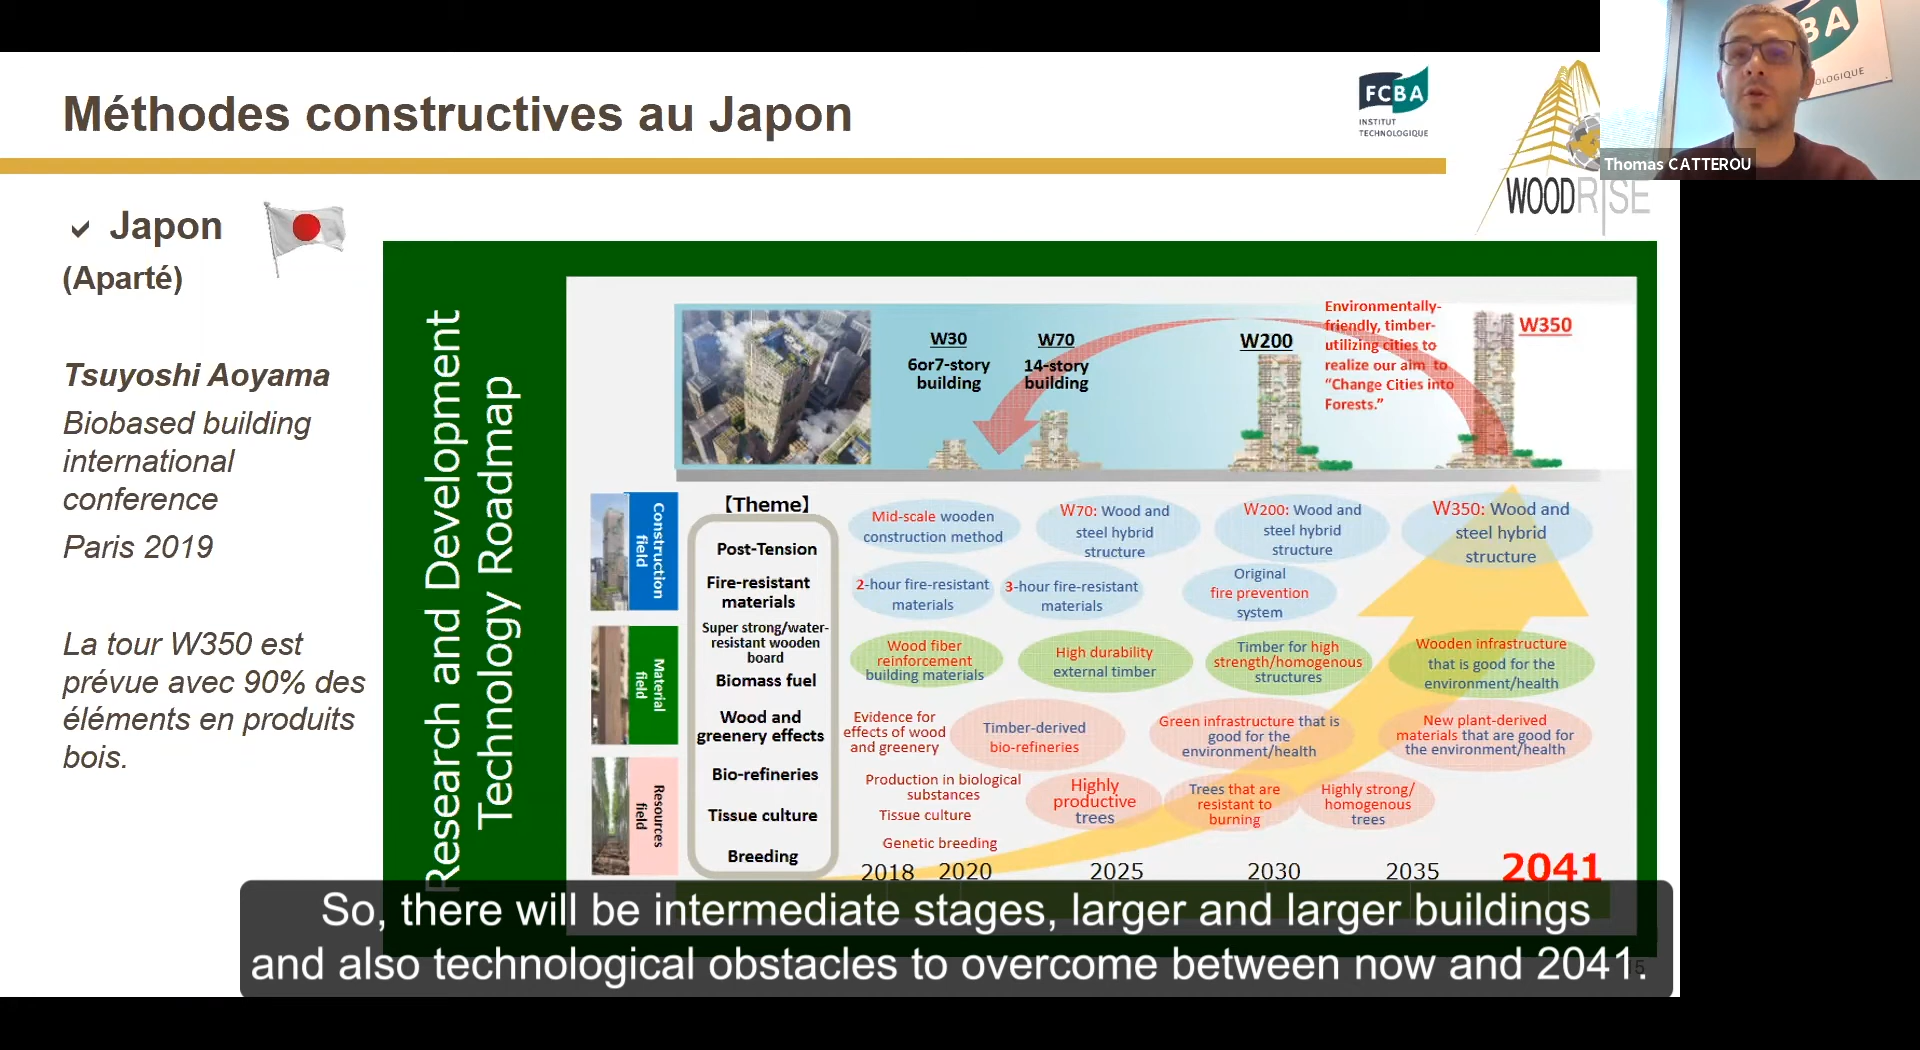 Méthodes constructives au Japon
FCBA
INSTITUT
TECHNOLOGIQUE
WOODRISE
BA
OLOGIQUE
Thomas CATTEROU
Japon
(Aparté)
Tsuyoshi Aoyama
Biobased building
international
conference
Paris 2019
La tour W350 est
prévue avec 90% des
éléments en produits
bois.
Research and Development
Technology Roadmap
W30
6or7-story
building
W70
14-story
building
W200
Environmentally-
friendly, timber-
utilizing cities to
realize our aim to
“Change Cities into
Forests.”
W350
Construction
field
Material
field
Resources
field
【Theme】
Post-Tension
Fire-resistant
materials
Super strong/water-
resistant wooden
board
Biomass fuel
Wood and
greenery effects
Bio-refineries
Tissue culture
Breeding
Mid-scale wooden
construction method
W70: Wood and
steel hybrid
structure
W200: Wood and
steel hybrid
structure
W350: Wood and
steel hybrid
structure
2-hour fire-resistant
materials
3-hour fire-resistant
materials
Original
fire prevention
system
Wood fiber
reinforcement
building materials
High durability
external timber
Timber for high
strength/homogenous
structures
Wooden infrastructure
that is good for the
environment/health
Evidence for
effects of wood
and greenery
Timber-derived
bio-refineries
Green infrastructure that is
good for the
environment/health
New plant-derived
materials that are good for
the environment/health
Production in biological
substances
Tissue culture
Genetic breeding
Highly
productive
trees
Trees that are
resistant to
burning
Highly strong/
homogenous
trees
2018 2020 2025 2030 2035 2041
So, there will be intermediate stages, larger and larger buildings
and also technological obstacles to overcome between now and 2041.